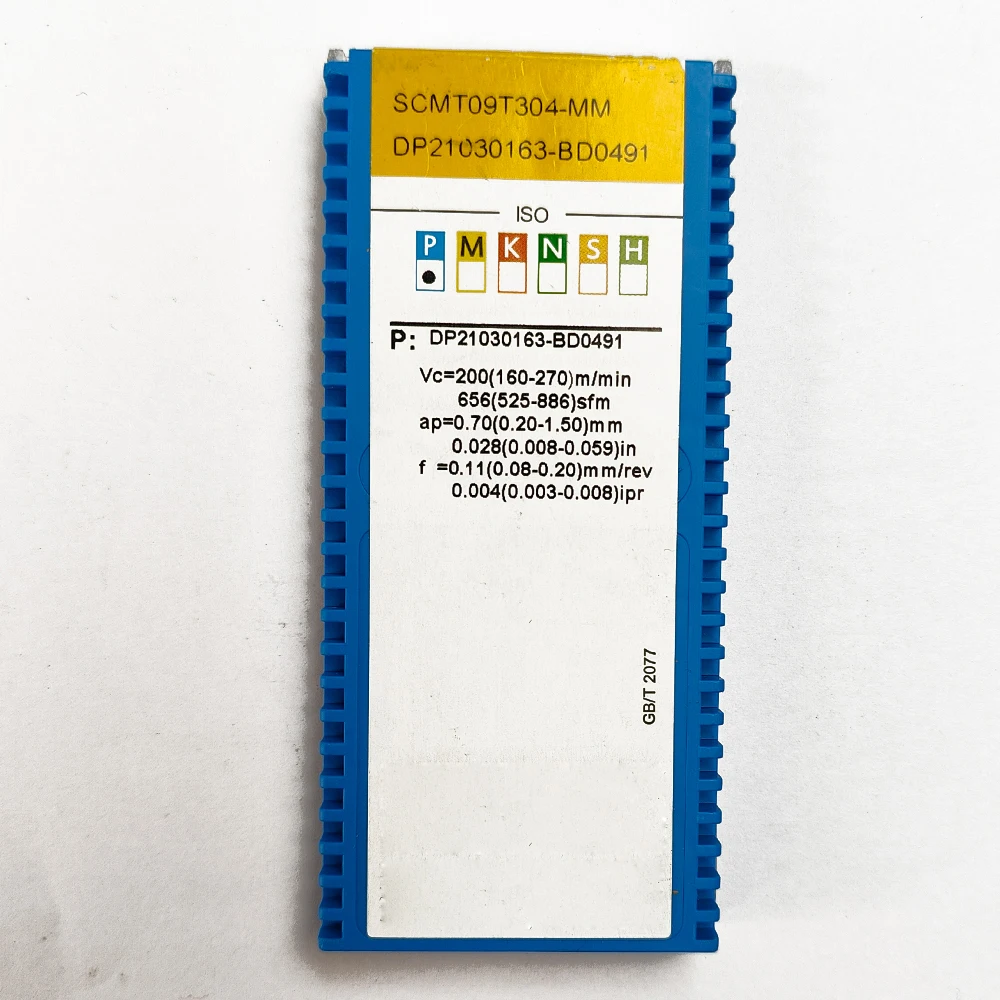 SCMT09T304-MM
DP21030163-BD0491
ISO
P M K N S H
P: DP21030163-BD0491
Vc=200(160-270)m/min
656(525-886)sfm
ap=0.70(0.20-1.50)mm
0.028(0.008-0.059)in
f =0.11(0.08-0.20)mm/rev
0.004(0.003-0.008)ipr
GB/T 2077